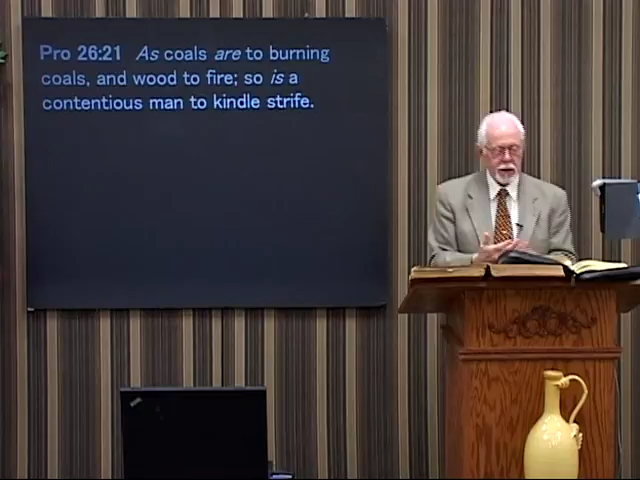 Pro 26:21 As coals are to burning
coals, and wood to fire; so is a
contentious man to kindle strife.